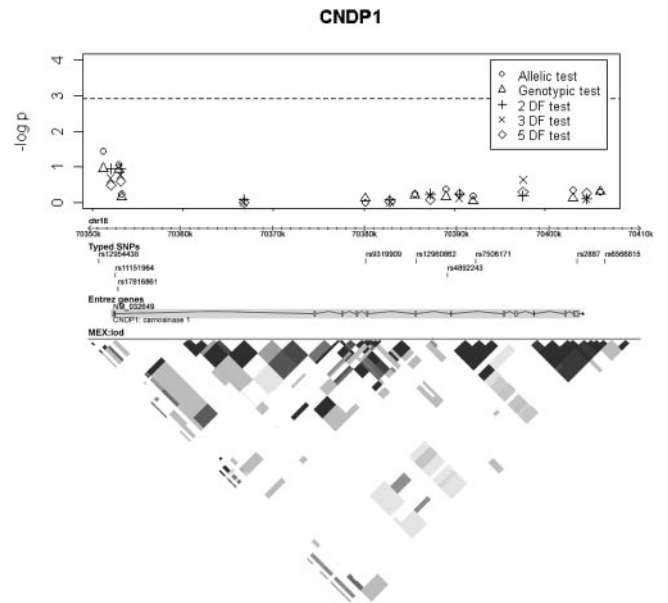 CNDP1
4
3
2
1
0
-log p
Allelic test
Genotypic test
2 DF test
3 DF test
5 DF test
chr18
70350k 70360k 70370k 70380k 70390k 70400k 70410k
Typed SNPs
rs12954438 rs9319909 rs12960862 rs7506171 rs2887 rs6566815
rs11151964 rs4892243
rs17816861
Entrez genes
NM_032649
CNDP1: carnosinase 1
MEX:lod